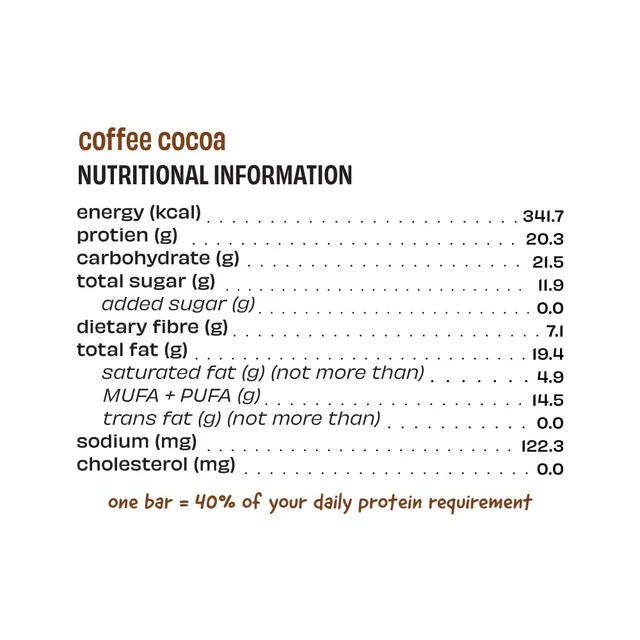 coffee cocoa
NUTRITIONAL INFORMATION
energy (kcal) . . . . . . . . . . . . . . . . . . . . . . . . . 341.7
protien (g) . . . . . . . . . . . . . . . . . . . . . . . . . . 20.3
carbohydrate (g) . . . . . . . . . . . . . . . . . . . . . . 21.5
total sugar (g) . . . . . . . . . . . . . . . . . . . . . . . . 11.9
added sugar (g) . . . . . . . . . . . . . . . . . . . . . . 0.0
dietary fibre (g) . . . . . . . . . . . . . . . . . . . . . . . . 7.1
total fat (g) . . . . . . . . . . . . . . . . . . . . . . . . . . 19.4
saturated fat (g) (not more than) . . . . . . . 4.9
MUFA + PUFA (g) . . . . . . . . . . . . . . . . . . . . . 14.5
trans fat (g) (not more than) . . . . . . . . . . . 0.0
sodium (mg) . . . . . . . . . . . . . . . . . . . . . . . . . 122.3
cholesterol (mg) . . . . . . . . . . . . . . . . . . . . . . 0.0
one bar = 40% of your daily protein requirement